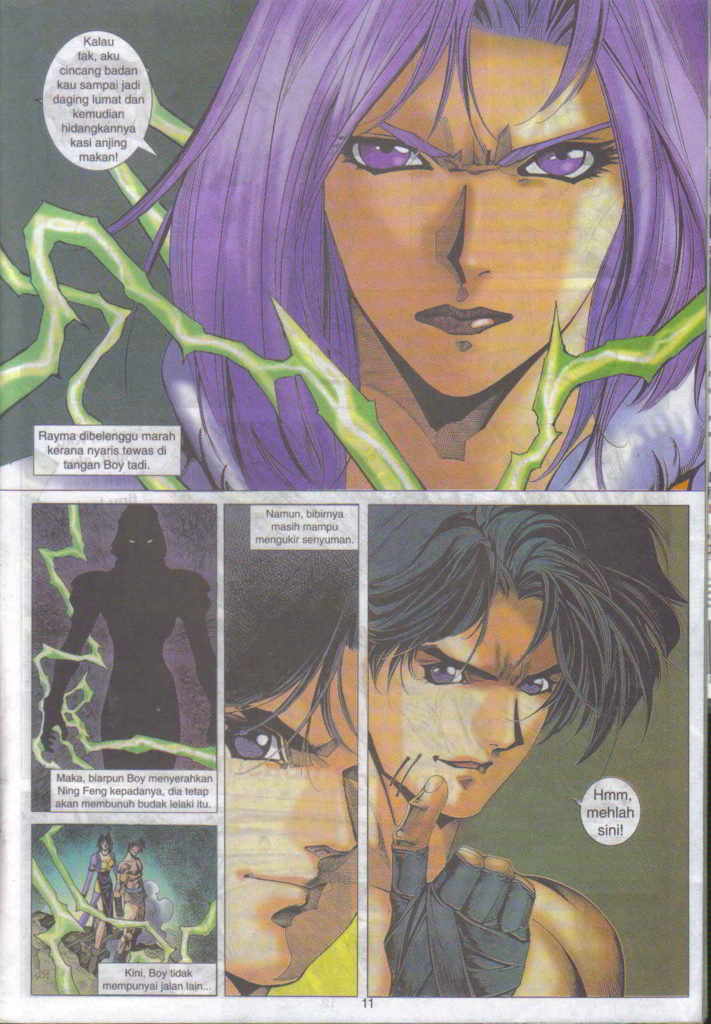 Kalau
tak, aku
cincang badan
kau sampai jadi
daging lumat dan
kemudian
hidangkannya
kasi anjing
makan!
Rayma dibelenggu marah
kerana nyaris tewas di
tangan Boy tadi.
Maka, biarpun Boy menyerahkan
Ning Feng kepadanya, dia tetap
akan membunuh budak lelaki itu.
Namun, bibirnya
masih mampu
mengukir senyuman.
Hmm,
mehlah
sini!
Kini, Boy tidak
mempunyai jalan lain...
11